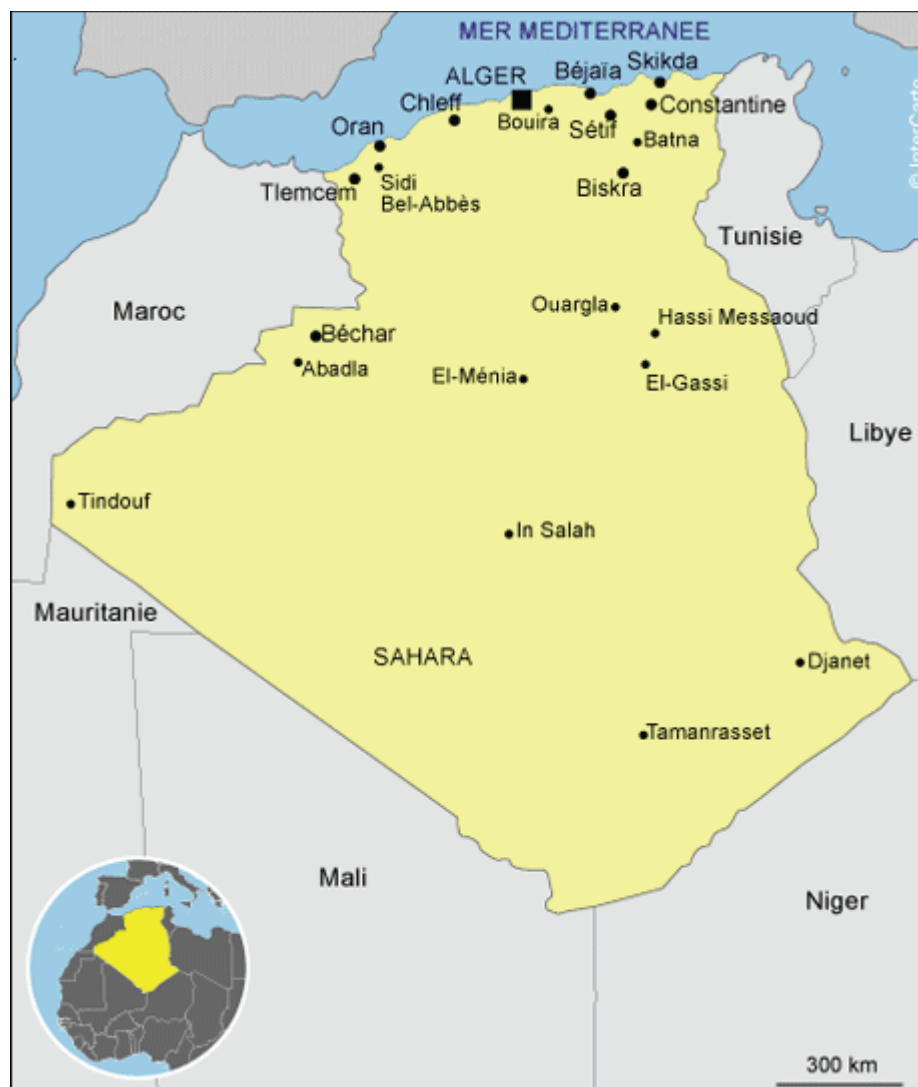 MER MEDITERRANEE
Skikda
Béjaïa
ALGER
Chleff
Constantine
Bouira
Sétif
Oran
Batna
Tlemcem
Sidi
Bel-Abbès
Biskra
© InterCarto
Tunisie
Maroc
Ouargla
Hassi Messaoud
Béchar
Abadla
El-Ménia
El-Gassi
Libye
Tindouf
In Salah
Mauritanie
SAHARA
Djanet
Tamanrasset
Mali
Niger
300 km